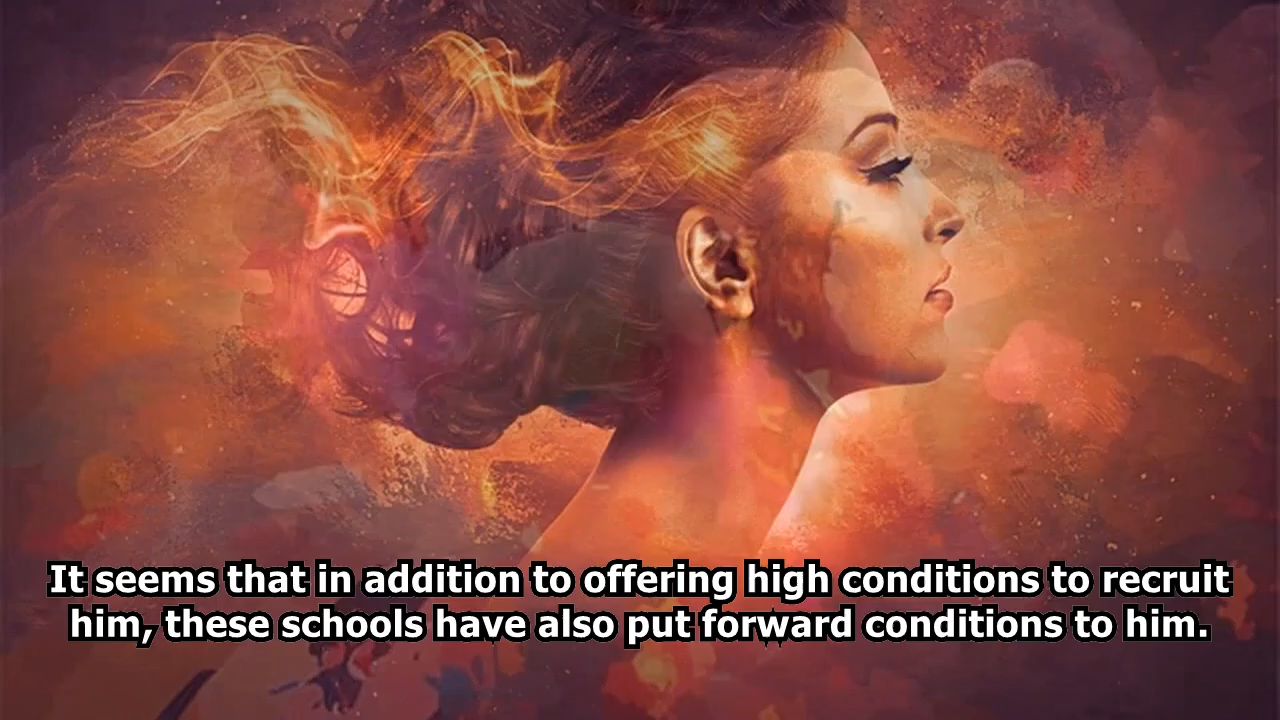 It seems that in addition to offering high conditions to recruit
him, these schools have also put forward conditions to him.